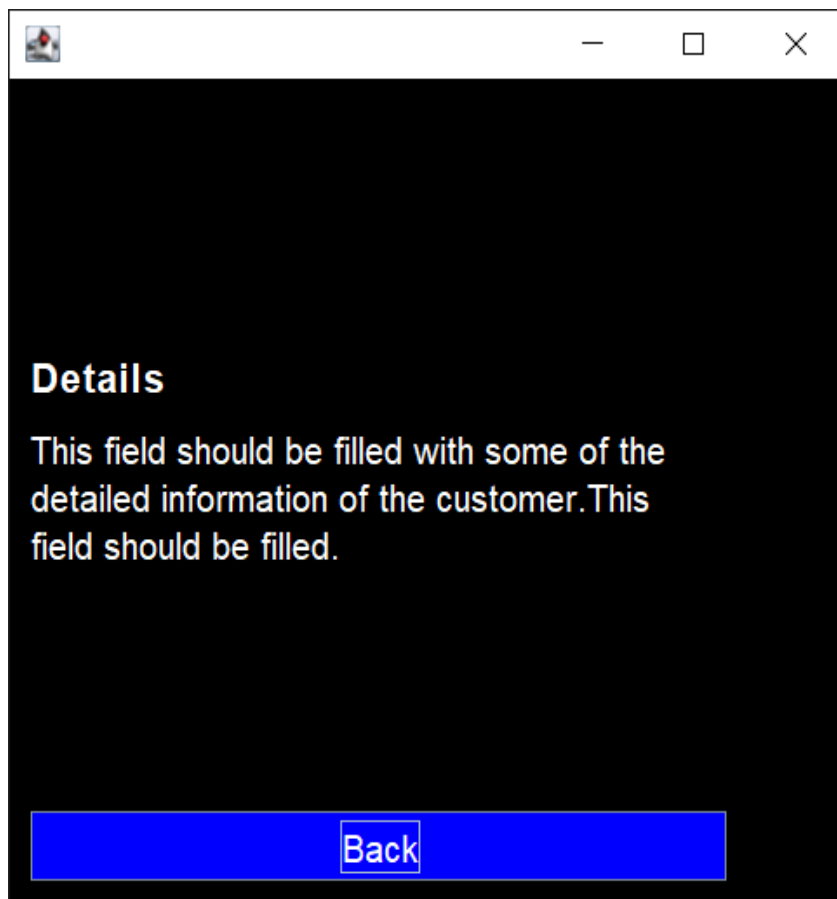 Details
This field should be filled with some of the
detailed information of the customer.This
field should be filled.
Back